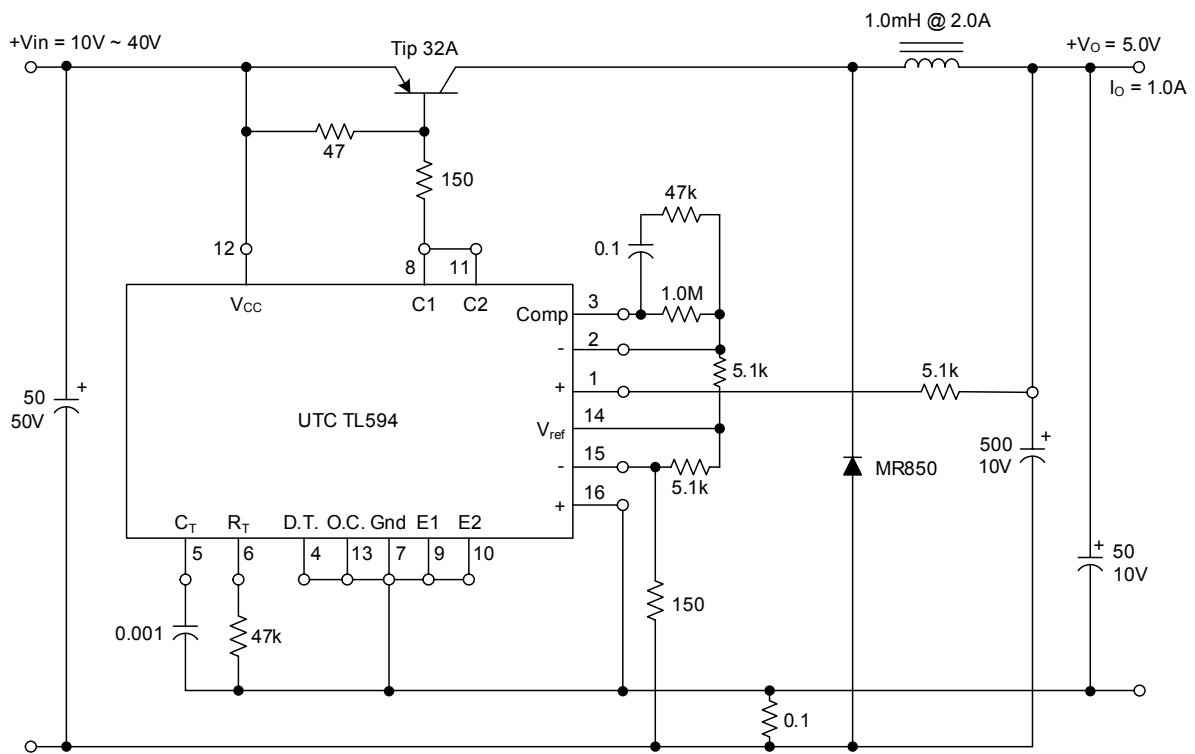 1.0mH @ 2.0A
+Vin = 10V ~ 40V
Tip 32A
+VO = 5.0V
IO = 1.0A
47
150
47k
0.1
12
8
11
VCC
C1
C2
Comp
3
1.0M
-
2
5.1k
+
1
5.1k
50
50V
+
UTC TL594
Vref
14
-
15
5.1k
+
16
MR850
500
10V
+
CT
RT
D.T.
O.C.
Gnd
E1
E2
5
6
4
13
7
9
10
+
50
10V
0.001
47k
150
0.1